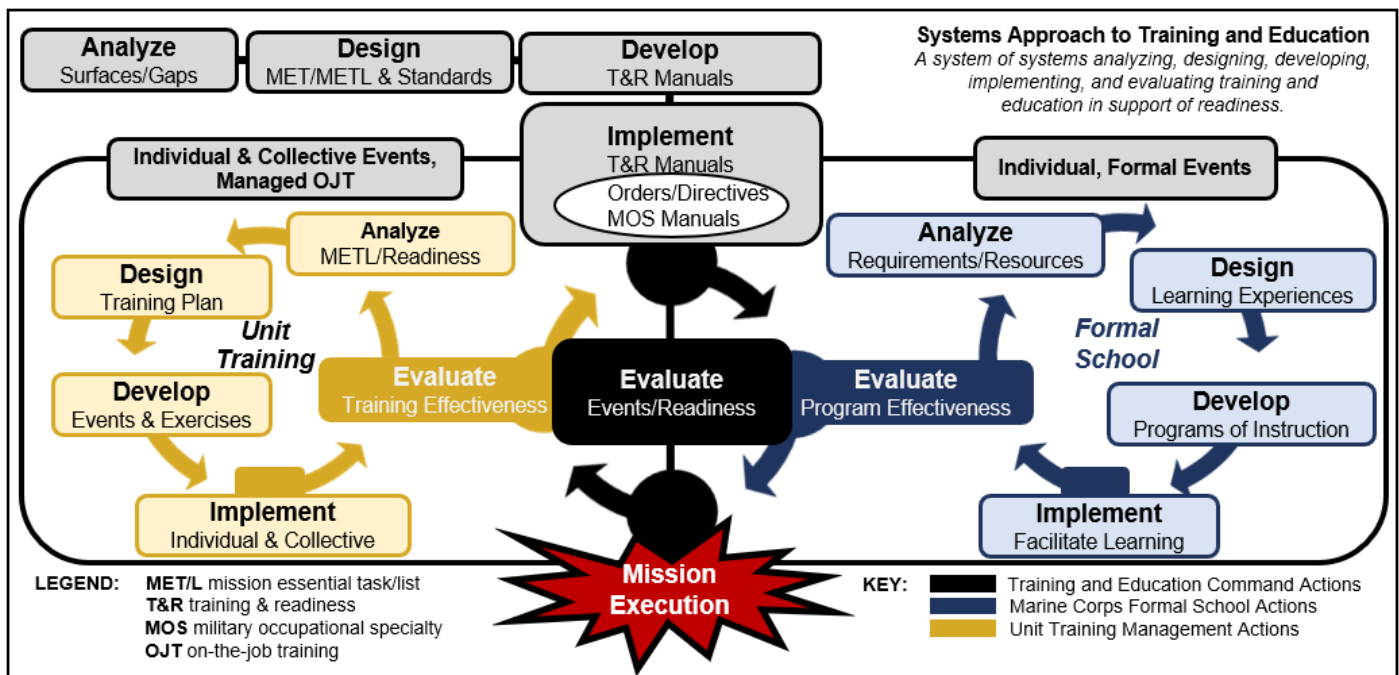 Analyze
Surfaces/Gaps
Design
MET/METL & Standards
Develop
T&R Manuals
Systems Approach to Training and Education
A system of systems analyzing, designing, developing,
implementing, and evaluating training and
education in support of readiness.
Implement
T&R Manuals
Orders/Directives
MOS Manuals
Individual & Collective Events,
Managed OJT
Individual, Formal Events
Analyze
METL/Readiness
Design
Training Plan
Unit
Training
Develop
Events & Exercises
Implement
Individual & Collective
Evaluate
Training Effectiveness
Evaluate
Events/Readiness
Evaluate
Program Effectiveness
Analyze
Requirements/Resources
Design
Learning Experiences
Formal
School
Develop
Programs of Instruction
Implement
Facilitate Learning
Mission
Execution
LEGEND:
MET/L mission essential task/list
T&R training & readiness
MOS military occupational specialty
OJT on-the-job training
KEY:
Training and Education Command Actions
Marine Corps Formal School Actions
Unit Training Management Actions